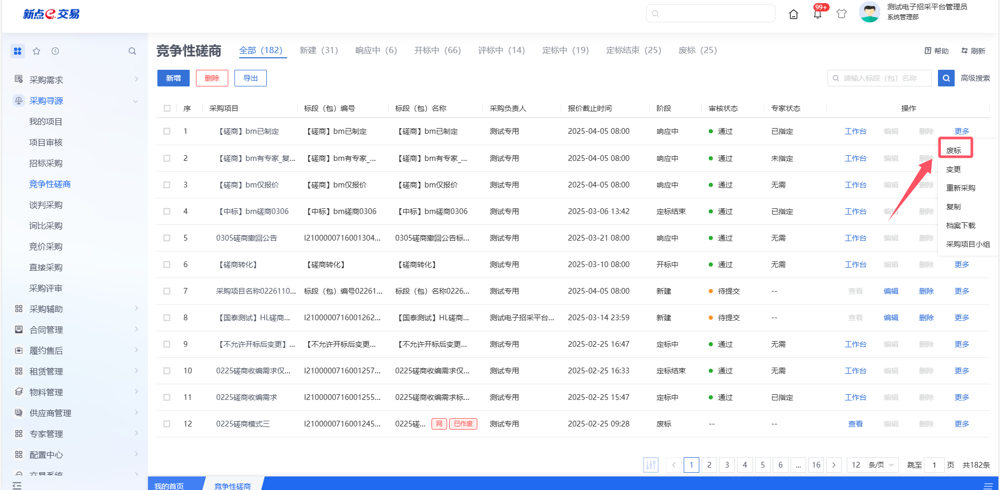 新点e交易
99+
测试电子招采平台管理员
系统管理部
竞争性磋商
全部（182） 新建（31） 响应中（6） 开标中（66） 评标中（14） 定标中（19） 定标结束（25） 废标（25）
帮助 刷新
新增 删除 导出
请输入标段（包）名称 高级搜索
采购需求
采购寻源
我的项目
项目审核
招标采购
竞争性磋商
谈判采购
询比采购
竞价采购
直接采购
采购评审
采购辅助
合同管理
履约售后
租赁管理
物料管理
供应商管理
专家管理
配置中心
交易系统
序 采购项目 标段（包）编号 标段（包）名称 采购负责人 报价截止时间 阶段 审核状态 专家状态 操作
1 【磋商】bm已制定 【磋商】bm已制定 【磋商】bm已制定 测试专用 2025-04-05 08:00 响应中 通过 已指定 工作台 编辑 删除 更多
2 【磋商】bm有专家_复... 【磋商】bm有专家_... 【磋商】bm有专家_... 测试专用 2025-04-05 08:00 响应中 通过 未指定 工作台 编辑 删除
3 【磋商】bm仅报价 【磋商】bm仅报价 【磋商】bm仅报价 测试专用 2025-04-05 08:00 响应中 通过 无需 工作台 编辑 删除
4 【中标】bm磋商0306 【中标】bm磋商0306 【中标】bm磋商0306 测试专用 2025-03-06 13:42 定标结束 通过 已指定 工作台 编辑 删除
5 0305磋商撤回公告 I2100000716001304... 0305磋商撤回公告标... 测试专用 2025-03-21 08:00 响应中 通过 无需 工作台 编辑 删除
6 【磋商转化】 【磋商转化】 【磋商转化】 测试专用 2025-03-10 08:00 开标中 通过 无需 工作台 编辑 删除 更多
7 采购项目名称0226110... 标段（包）编号02261... 标段（包）名称0226... 测试专用 2025-04-05 08:00 新建 待提交 -- 查看 编辑 删除 更多
8 【国泰测试】HL磋商... I2100000716001262... 【国泰测试】HL磋商... 测试电子招采平台... 2025-03-14 23:59 新建 待提交 -- 查看 编辑 删除 更多
9 【不允许开标后变更】... 【不允许开标后变更... 【不允许开标后变更... 测试专用 2025-02-25 16:47 定标中 通过 无需 工作台 编辑 删除 更多
10 0225磋商收编需求仅... I2100000716001257... 0225磋商收编需求仅... 测试专用 2025-02-25 16:33 定标结束 通过 无需 工作台 编辑 删除 更多
11 0225磋商收编需求 I2100000716001255... 0225磋商收编需求标... 测试专用 2025-02-25 15:47 定标中 通过 已指定 工作台 编辑 删除 更多
12 0225磋商模式三 I2100000716001245... 0225磋... 网 已作废 测试专用 2025-02-25 09:28 废标 -- -- 查看 编辑 删除 更多
废标
变更
重新采购
复制
档案下载
采购项目小组
1 2 3 4 5 6 ... 16 12 条/页 跳至 1 页 共182条
我的首页 竞争性磋商